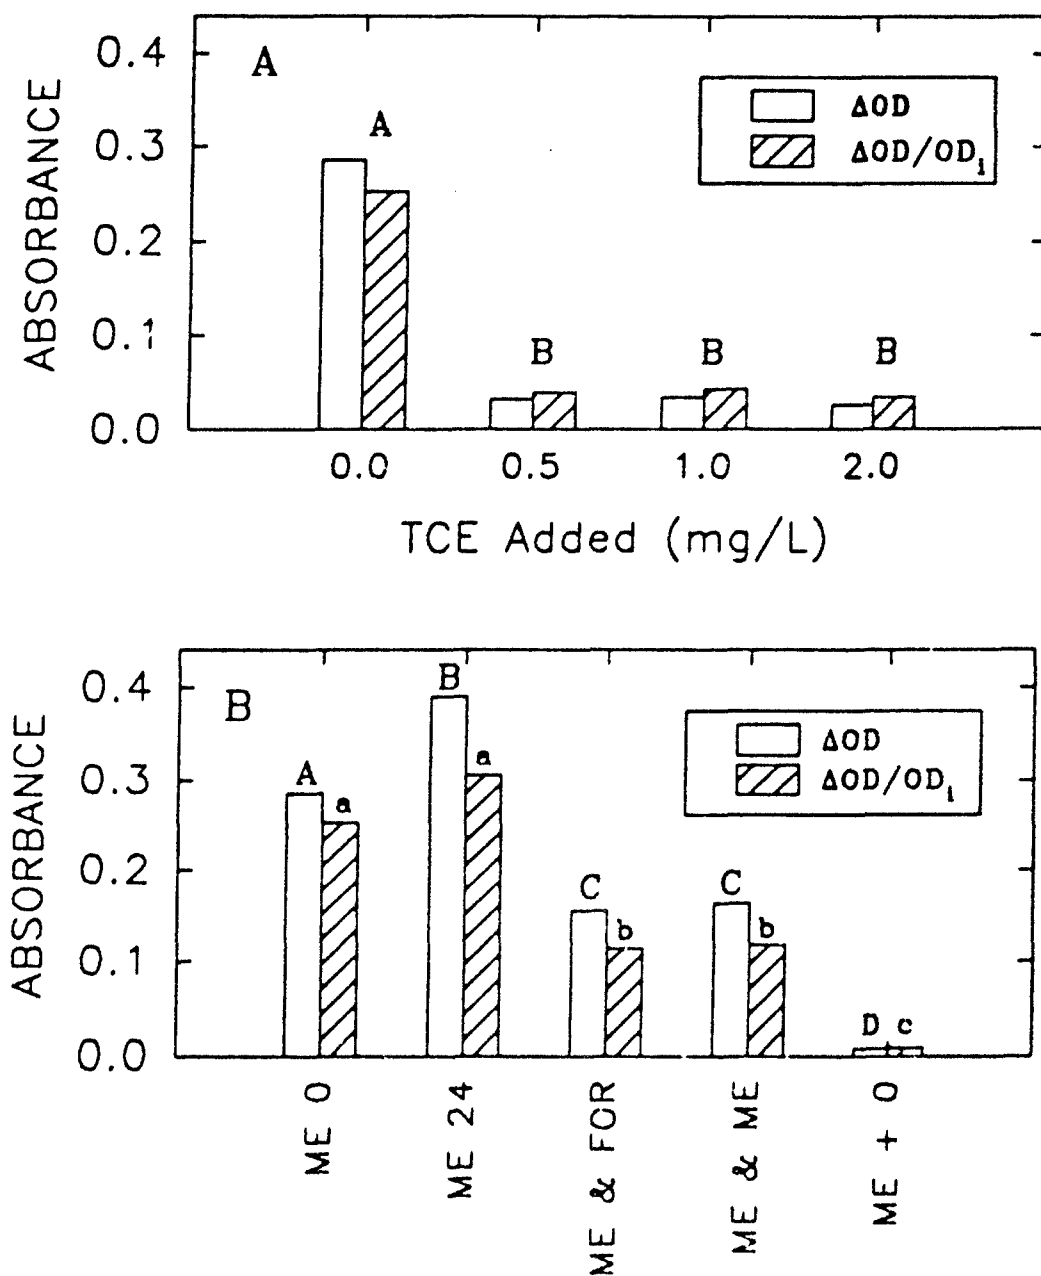 0.4
0.3
0.2
0.1
0.0
ABSORBANCE
A
ΔOD
ΔOD/OD₁
A
B
B
B
0.0 0.5 1.0 2.0
TCE Added (mg/L)
0.4
0.3
0.2
0.1
0.0
ABSORBANCE
B
ΔOD
ΔOD/OD₁
A
a
B
a
C
b
C
b
D
c
ME 0
ME 24
ME & FOR
ME & ME
ME + 0